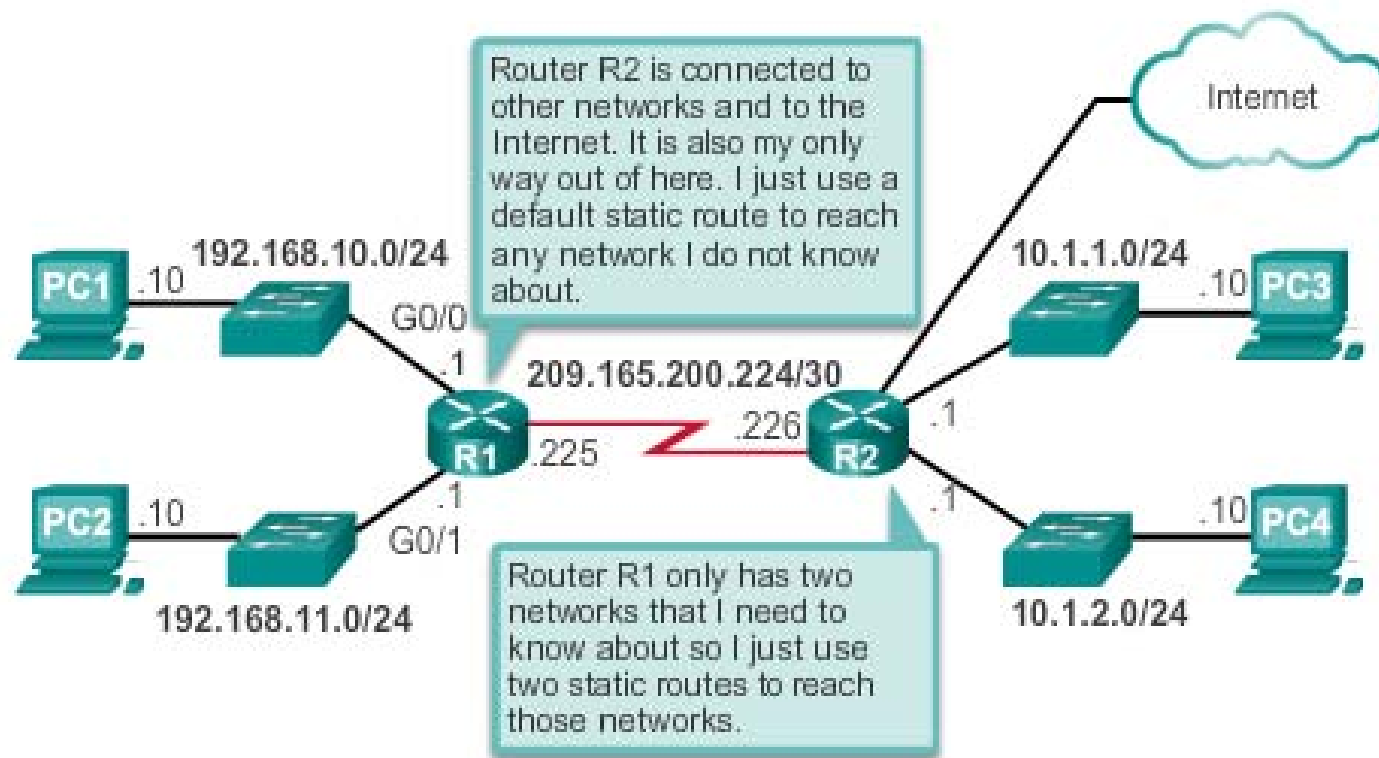 Router R2 is connected to
other networks and to the
Internet. It is also my only
way out of here. I just use a
default static route to reach
any network I do not know
about.
Internet
192.168.10.0/24
10.1.1.0/24
PC1
.10
G0/0
.1
.10
PC3
209.165.200.224/30
R1
.225
.226
R2
.1
PC2
.10
.1
G0/1
192.168.11.0/24
.1
.10
PC4
10.1.2.0/24
Router R1 only has two
networks that I need to
know about so I just use
two static routes to reach
those networks.